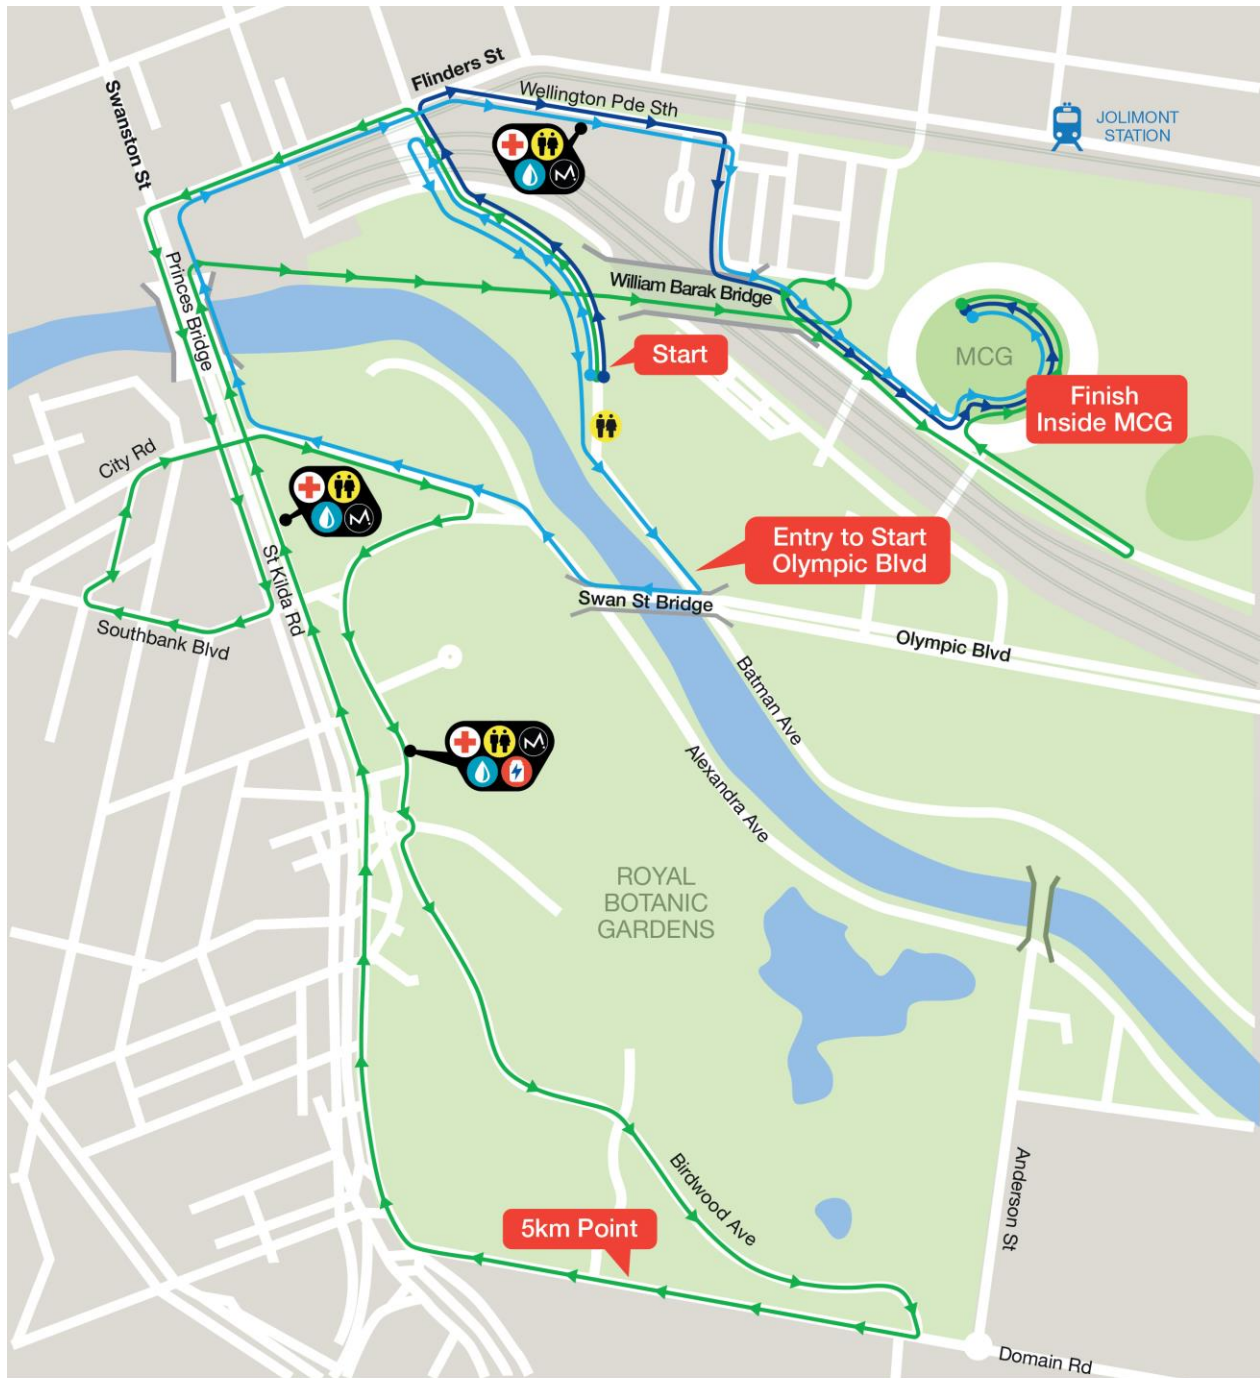 Flinders St
Wellington Pde Sth
JOLIMONT
STATION
Swanston St
Princes Bridge
William Barak Bridge
Start
MCG
Finish
Inside MCG
City Rd
Entry to Start
Olympic Blvd
St Kilda Rd
Swan St Bridge
Southbank Blvd
Olympic Blvd
Batman Ave
Alexandra Ave
ROYAL
BOTANIC
GARDENS
Birdwood Ave
Anderson St
5km Point
Domain Rd